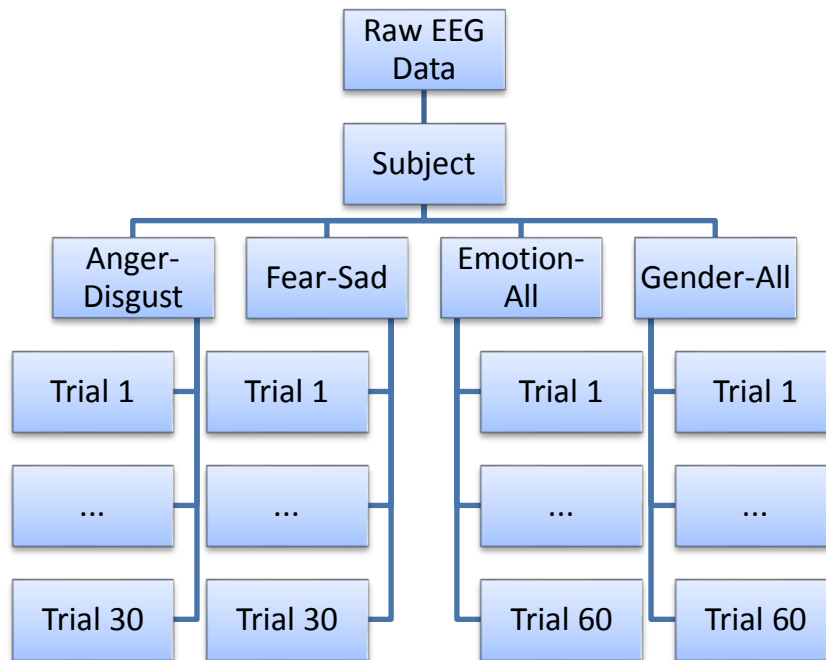 Raw EEG
Data
Subject
Anger-
Disgust
Fear-Sad
Emotion-
All
Gender-All
Trial 1
Trial 1
Trial 1
Trial 1
...
...
...
...
Trial 30
Trial 30
Trial 60
Trial 60